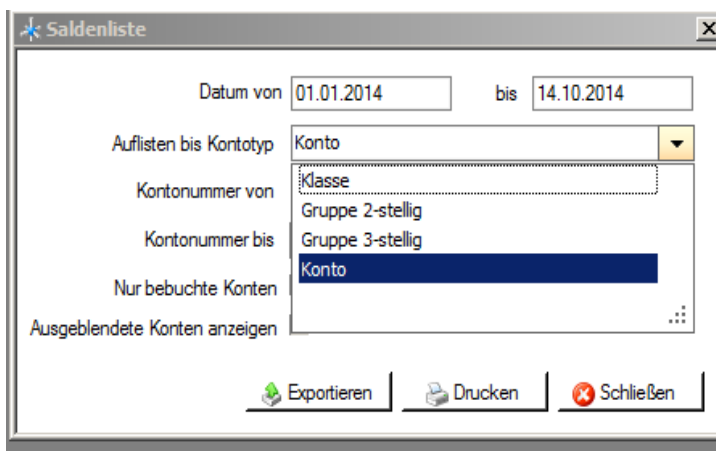 Saldenliste
Datum von 01.01.2014 bis 14.10.2014
Auflisten bis Kontotyp Konto
Kontonummer von Klasse
Gruppe 2-stellig
Kontonummer bis Gruppe 3-stellig
Konto
Nur bebuchte Konten
Ausgeblendete Konten anzeigen
Exportieren Drucken Schließen